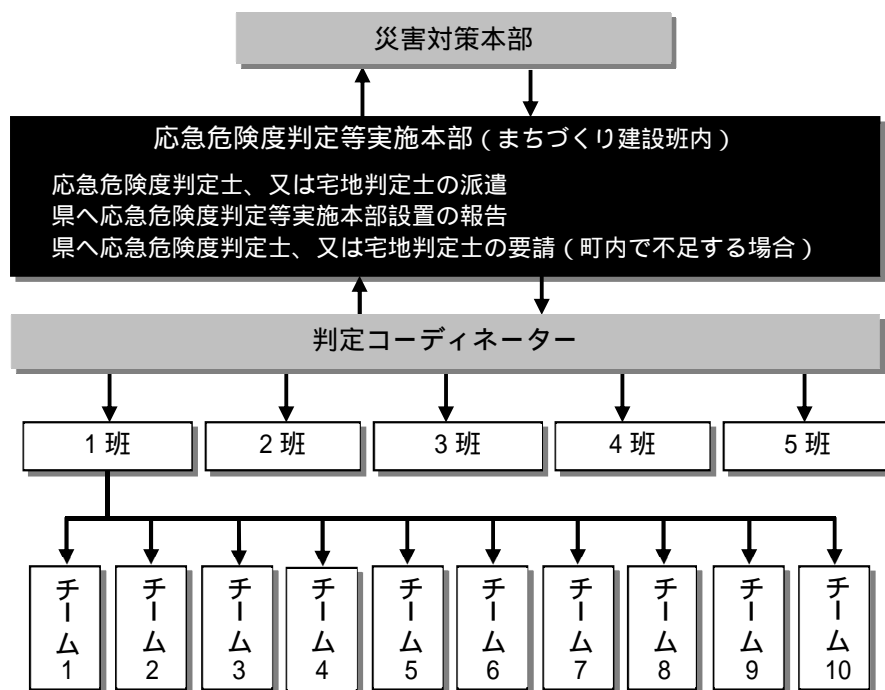 災害対策本部
応急危険度判定等実施本部（まちづくり建設班内）
応急危険度判定士、又は宅地判定士の派遣
県へ応急危険度判定等実施本部設置の報告
県へ応急危険度判定士、又は宅地判定士の要請（町内で不足する場合）
判定コーディネーター
1班
2班
3班
4班
5班
チーム1
チーム2
チーム3
チーム4
チーム5
チーム6
チーム7
チーム8
チーム9
チーム10